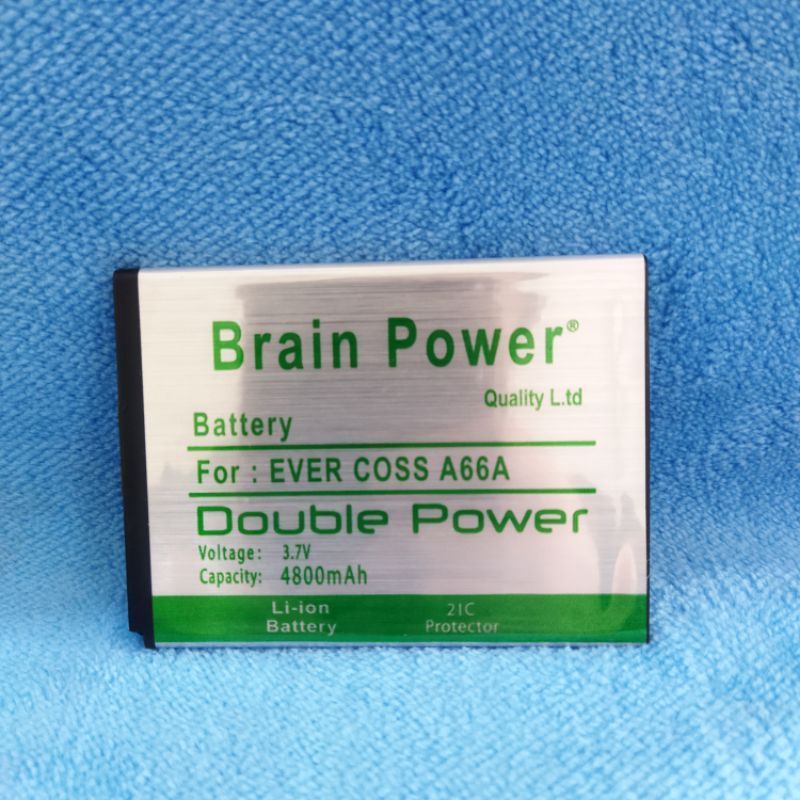 Brain Power®
Quality L.td
Battery
For : EVER COSS A66A
Double Power
Voltage: 3.7V
Capacity: 4800mAh
Li-ion Battery
21C Protector